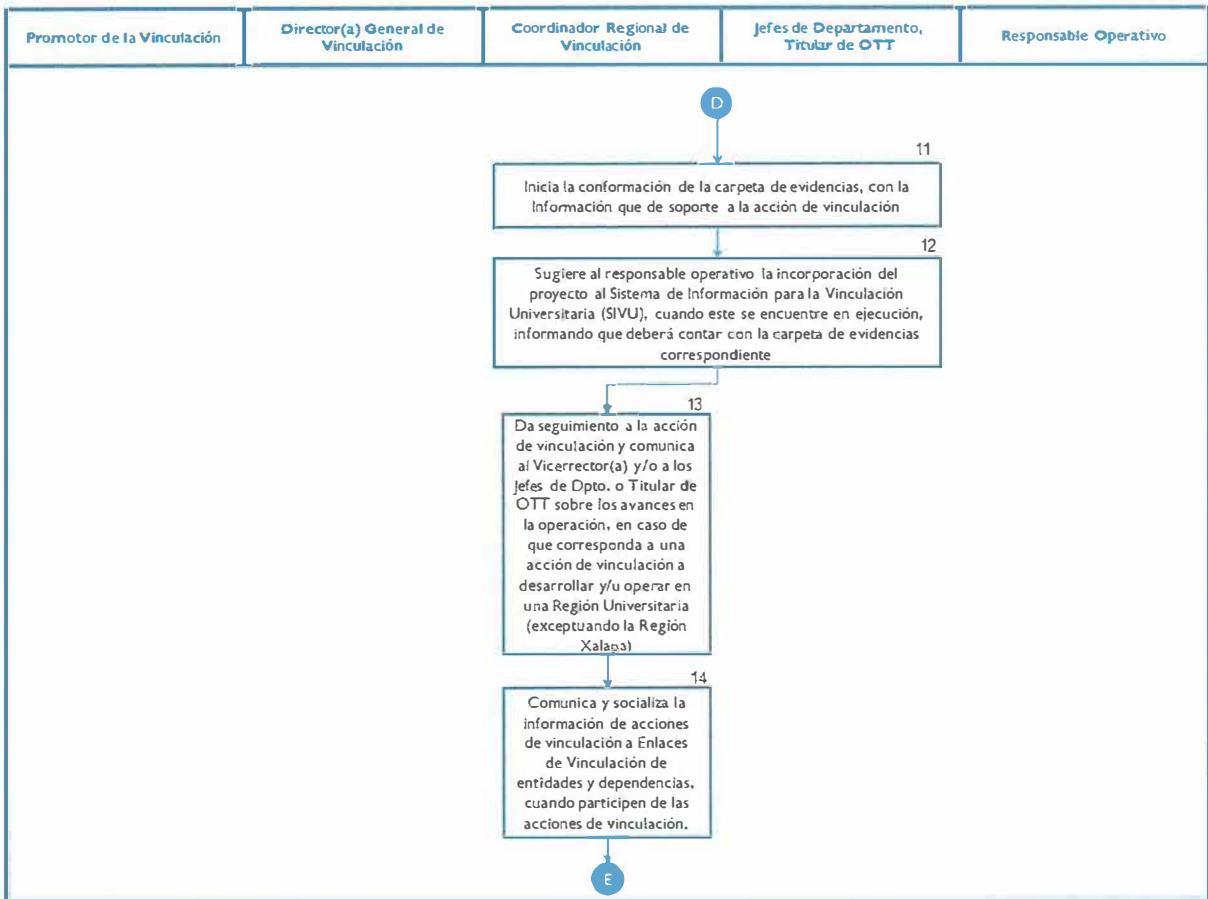 Promotor de la Vinculación
Director(a) General de
Vinculación
Coordinador Regional de
Vinculación
Jefes de Departamento,
Titular de OTT
Responsable Operativo
D
11
Inicia la conformación de la carpeta de evidencias, con la
Información que de soporte a la acción de vinculación
12
Sugiere al responsable operativo la incorporación del
proyecto al Sistema de Información para la Vinculación
Universitaria (SIVU), cuando este se encuentre en ejecución,
informando que deberá contar con la carpeta de evidencias
correspondiente
13
Da seguimiento a la acción
de vinculación y comunica
al Vicerrector(a) y/o a los
Jefes de Dpto. o Titular de
OTT sobre los avances en
la operación, en caso de
que corresponda a una
acción de vinculación a
desarrollar y/u operar en
una Región Universitaria
(exceptuando la Región
Xalapa)
14
Comunica y socializa la
información de acciones
de vinculación a Enlaces
de Vinculación de
entidades y dependencias,
cuando participen de las
acciones de vinculación.
E